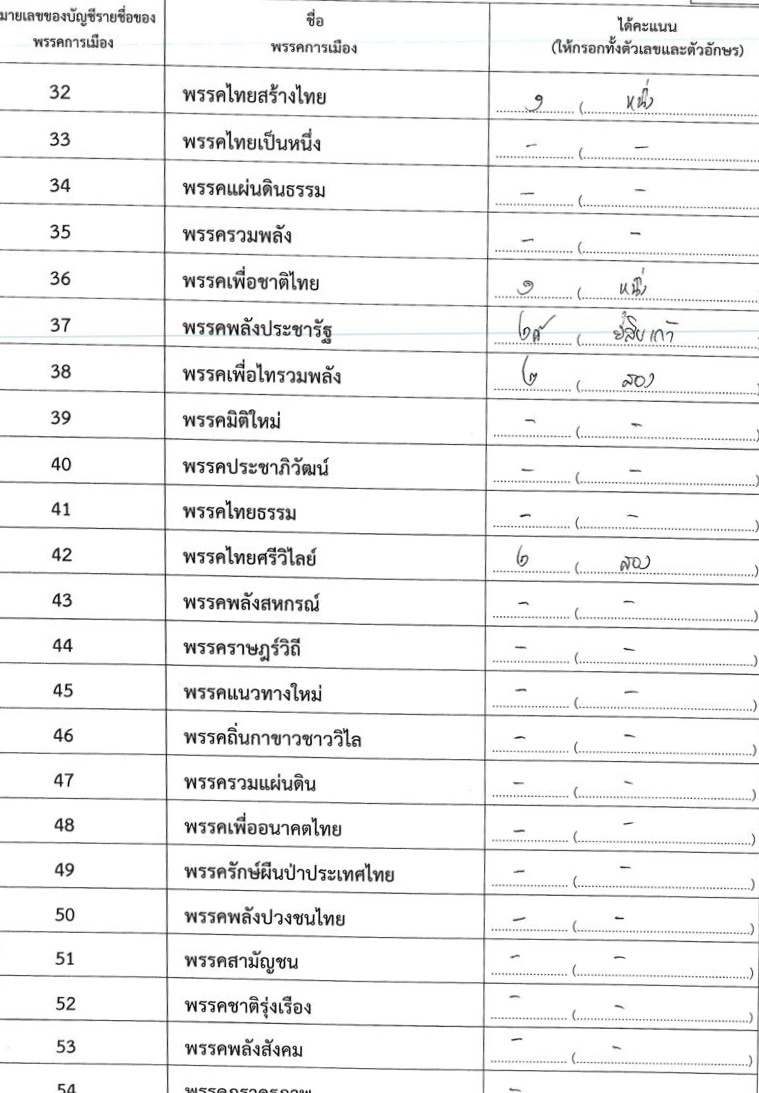 มายเลขของบัญชีรายชื่อของ
พรรคการเมือง
ชื่อ
พรรคการเมือง
ได้คะแนน
(ให้กรอกทั้งตัวเลขและตัวอักษร)
32 พรรคไทยสร้างไทย ๑ ( หนึ่ง
33 พรรคไทยเป็นหนึ่ง - ( -
34 พรรคแผ่นดินธรรม - ( -
35 พรรครวมพลัง - ( -
36 พรรคเพื่อชาติไทย ๑ ( หนึ่ง
37 พรรคพลังประชารัฐ ๒๙ ( ยี่สิบเก้า
38 พรรคเพื่อไทรวมพลัง ๒ ( สอง )
39 พรรคมิติใหม่ - ( - )
40 พรรคประชาภิวัฒน์ - ( - )
41 พรรคไทยธรรม - ( - )
42 พรรคไทยศรีวิไลย์ ๒ ( สอง )
43 พรรคพลังสหกรณ์ - ( - )
44 พรรคราษฎร์วิถี - ( - )
45 พรรคแนวทางใหม่ - ( - )
46 พรรคถิ่นกาขาวชาววิไล - ( - )
47 พรรครวมแผ่นดิน - ( - )
48 พรรคเพื่ออนาคตไทย - ( - )
49 พรรครักษ์ผืนป่าประเทศไทย - ( - )
50 พรรคพลังปวงชนไทย - ( - )
51 พรรคสามัญชน - ( - )
52 พรรคชาติรุ่งเรือง - ( - )
53 พรรคพลังสังคม - ( - )
54 -